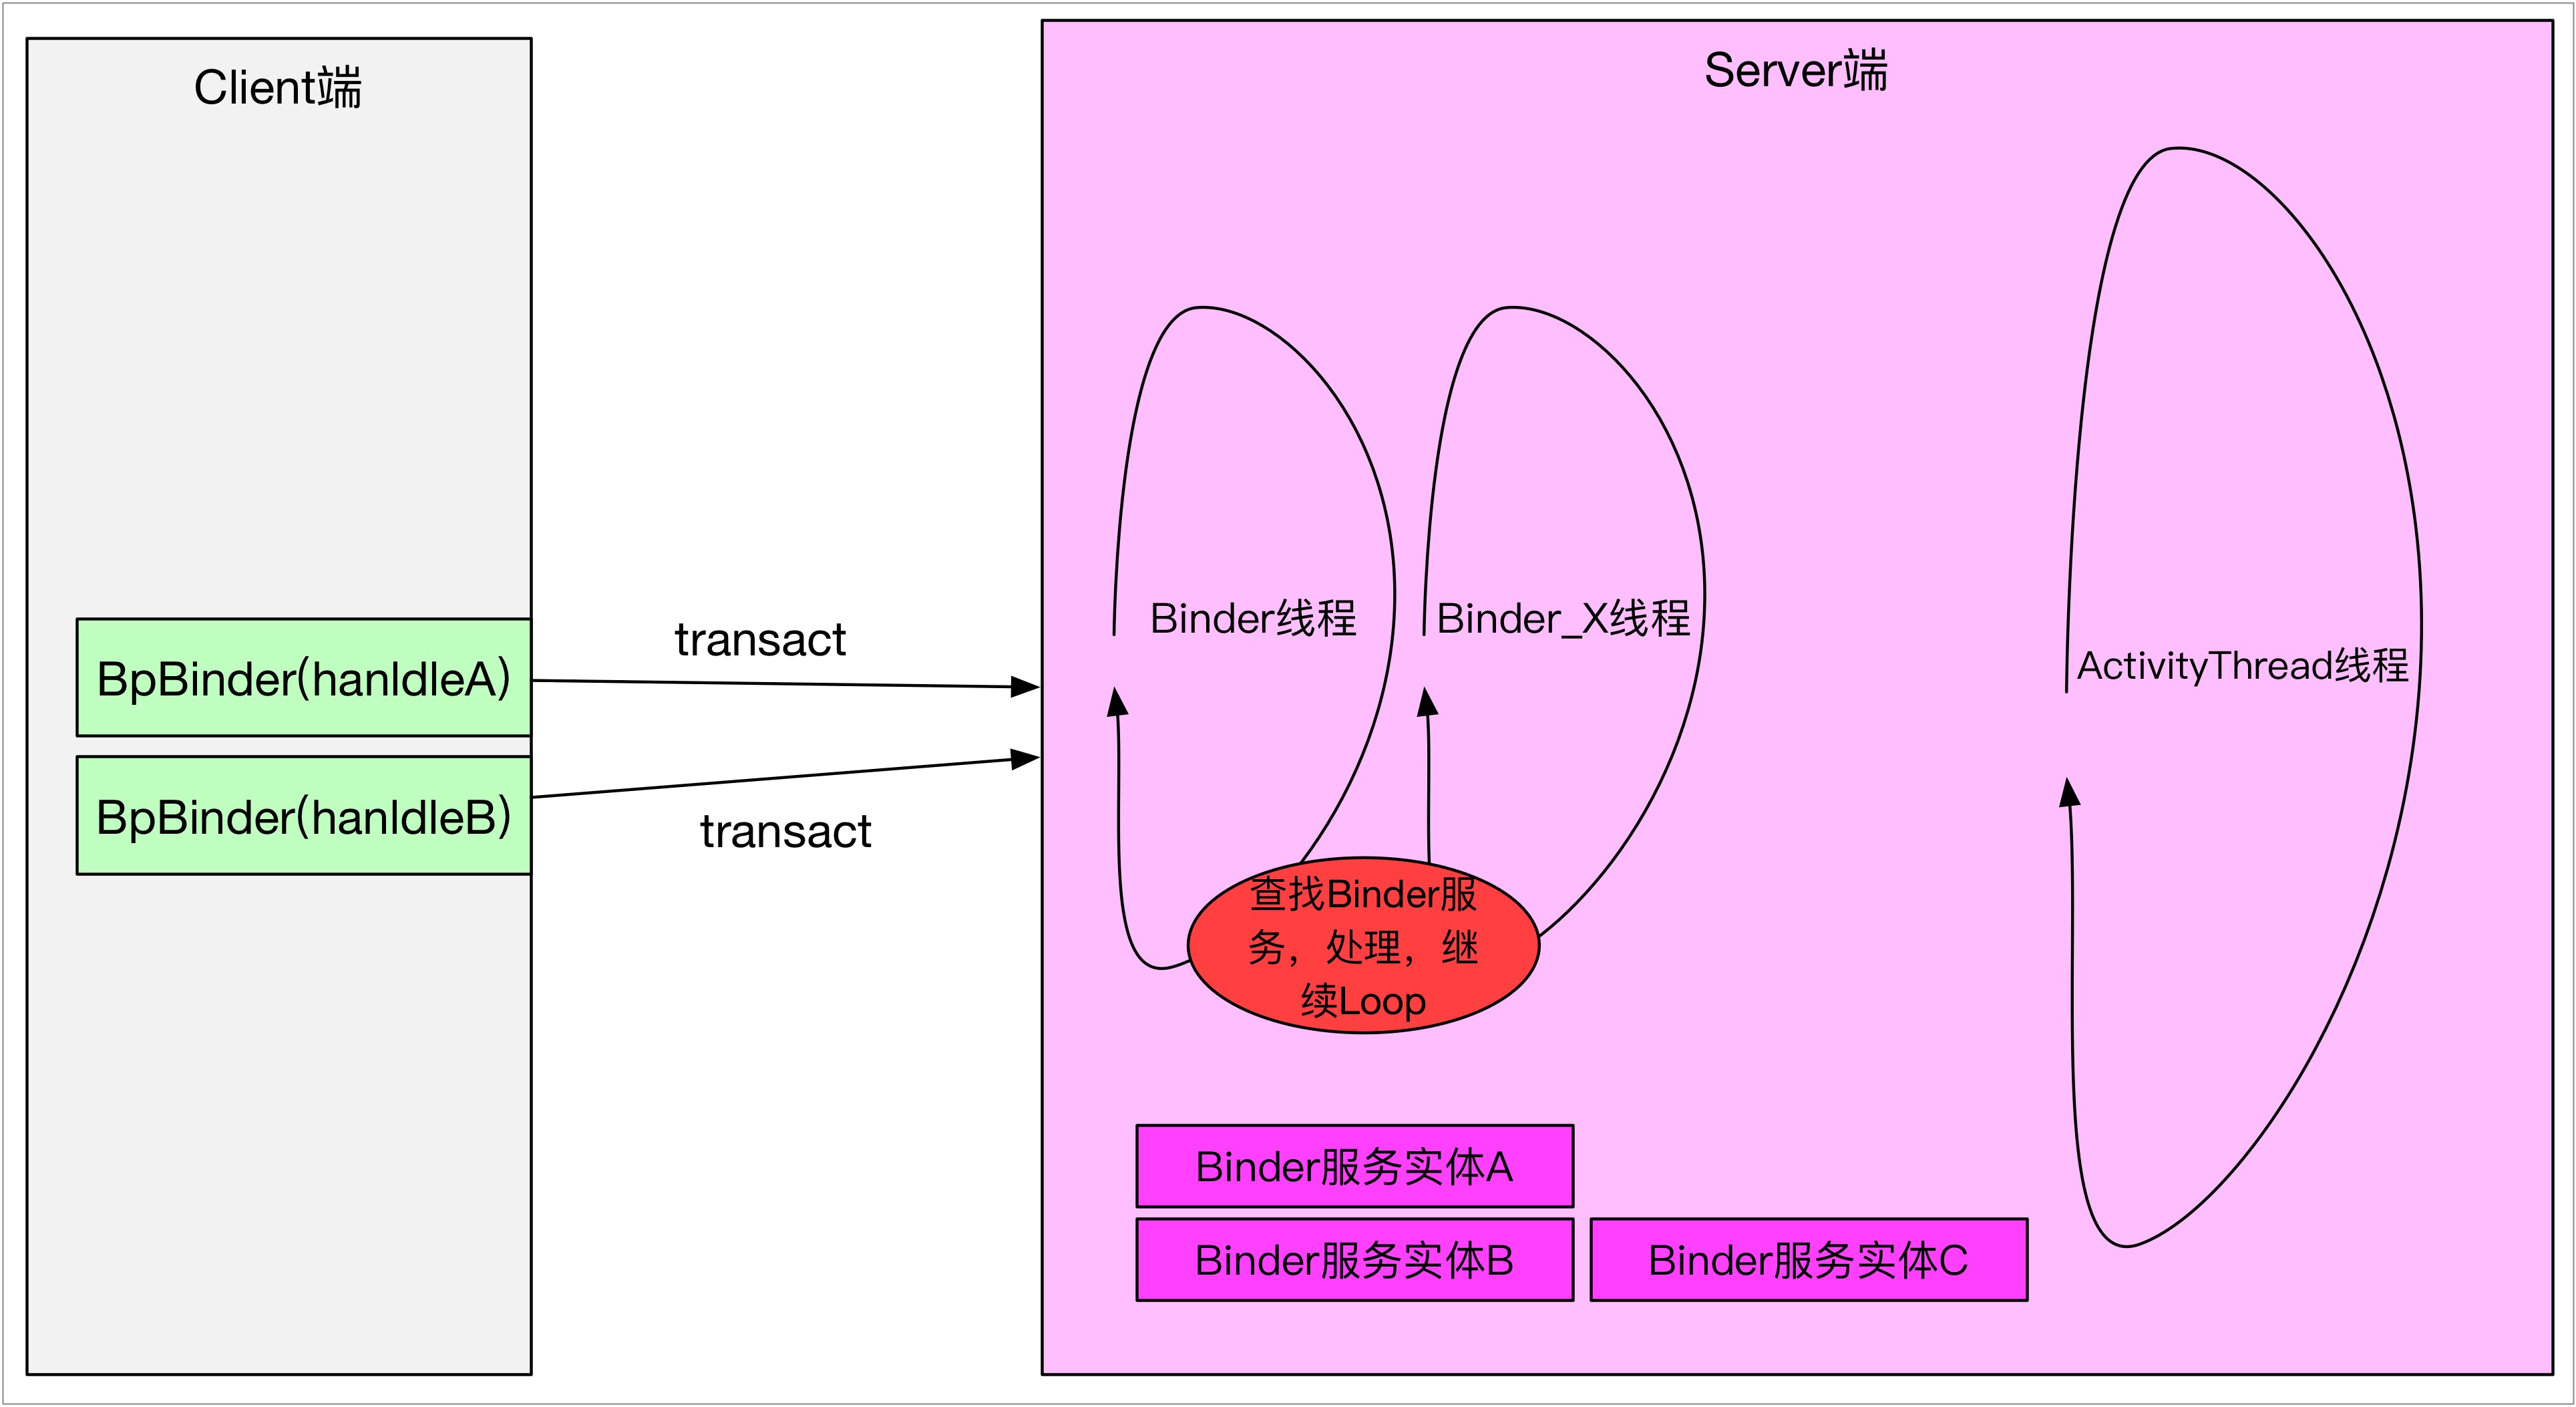 Client端
Server端
BpBinder(hanldleA)
BpBinder(hanldleB)
transact
transact
Binder线程
Binder_X线程
ActivityThread线程
查找Binder服
务，处理，继
续Loop
Binder服务实体A
Binder服务实体B
Binder服务实体C